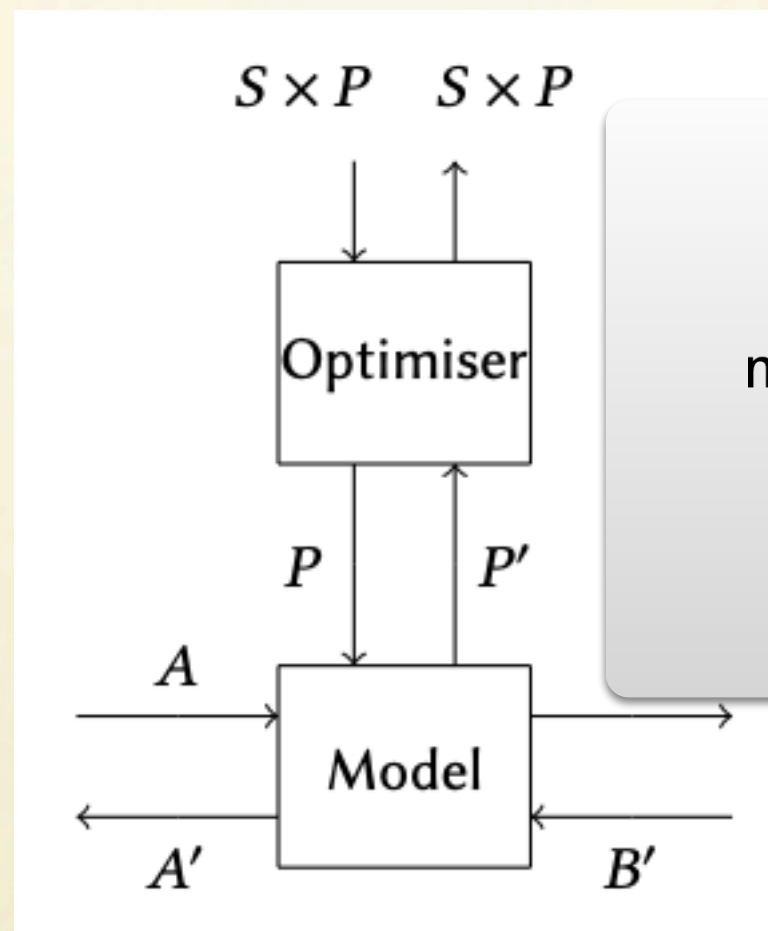 S × P S × P
Optimiser
P P′
A
Model
A′ B′